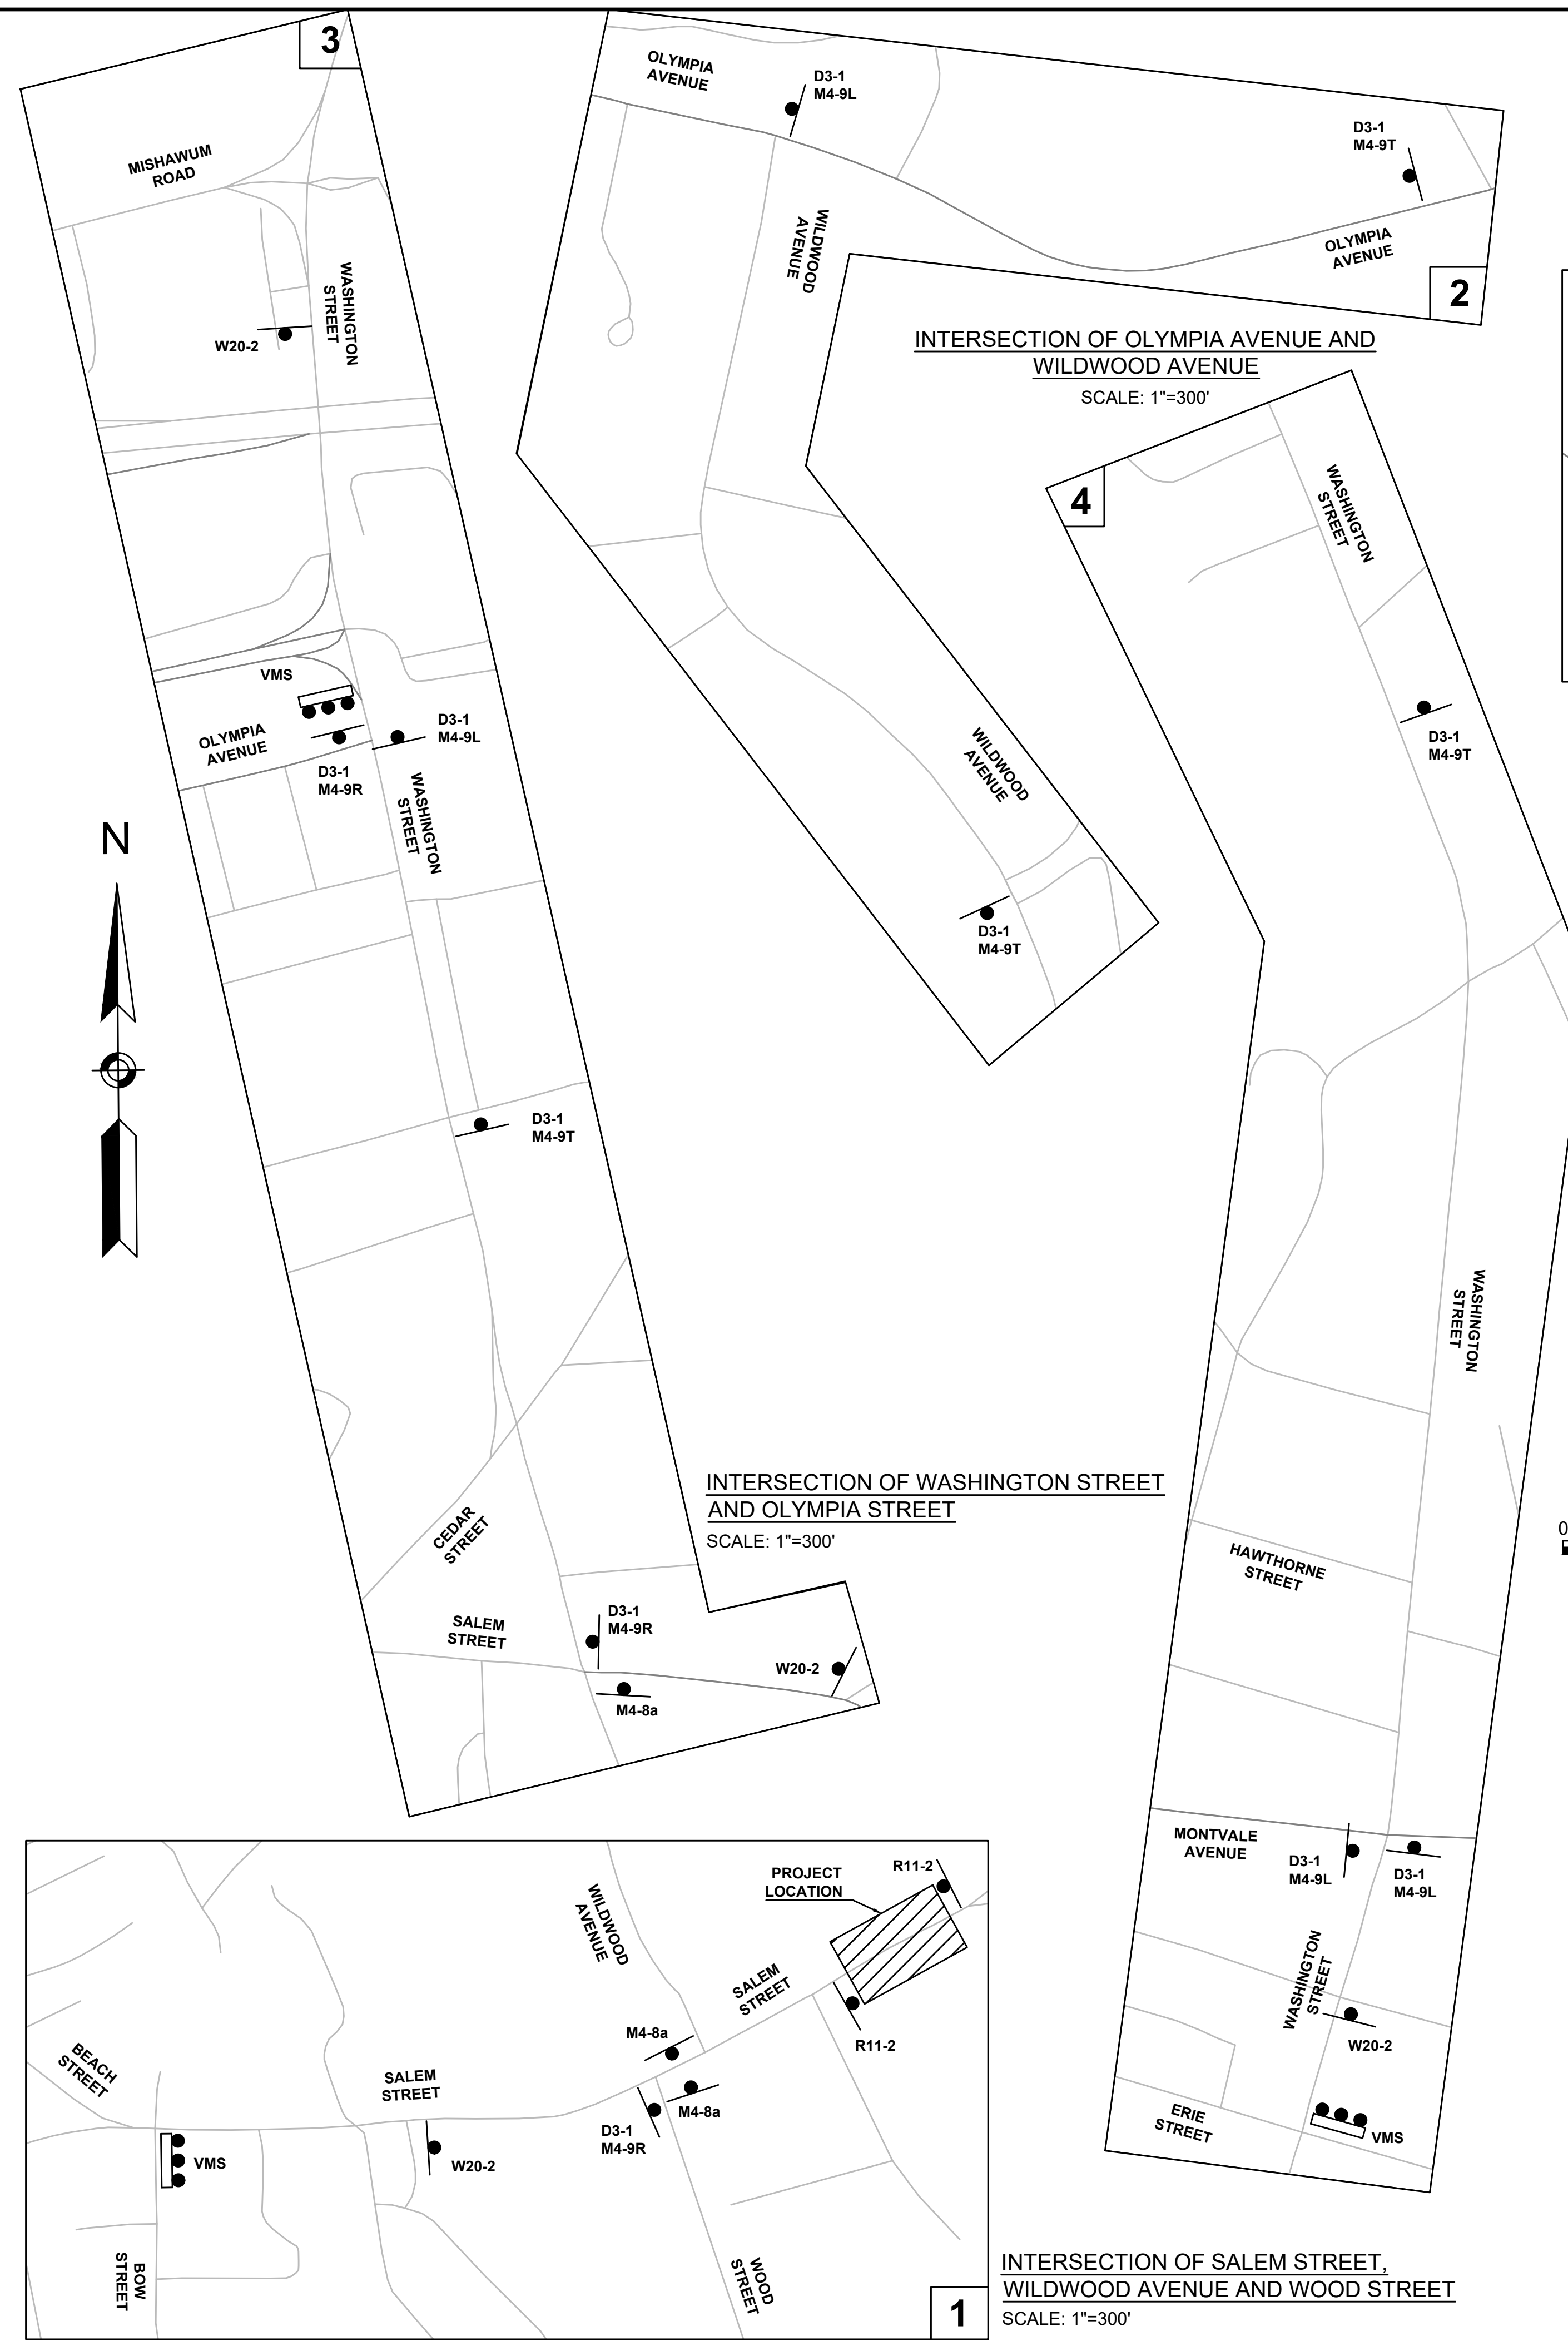 3
MISHAWUM
ROAD
WASHINGTON
STREET
W20-2
VMS
OLYMPIA
AVENUE
D3-1
M4-9L
D3-1
M4-9R
WASHINGTON
STREET
D3-1
M4-9T
CEDAR
STREET
SALEM
STREET
D3-1
M4-9R
W20-2
M4-8a
INTERSECTION OF WASHINGTON STREET
AND OLYMPIA STREET
SCALE: 1"=300'
N
OLYMPIA
AVENUE
D3-1
M4-9L
D3-1
M4-9T
WILDWOOD
AVENUE
OLYMPIA
AVENUE
2
INTERSECTION OF OLYMPIA AVENUE AND
WILDWOOD AVENUE
SCALE: 1"=300'
WILDWOOD
AVENUE
D3-1
M4-9T
4
WASHINGTON
STREET
D3-1
M4-9T
WASHINGTON
STREET
0
HAWTHORNE
STREET
MONTVALE
AVENUE
D3-1
M4-9L
D3-1
M4-9L
WASHINGTON
STREET
W20-2
ERIE
STREET
VMS
PROJECT
LOCATION
R11-2
WILDWOOD
AVENUE
SALEM
STREET
R11-2
M4-8a
M4-8a
D3-1
M4-9R
BEACH
STREET
SALEM
STREET
W20-2
VMS
BOW
STREET
WOOD
STREET
1
INTERSECTION OF SALEM STREET,
WILDWOOD AVENUE AND WOOD STREET
SCALE: 1"=300'